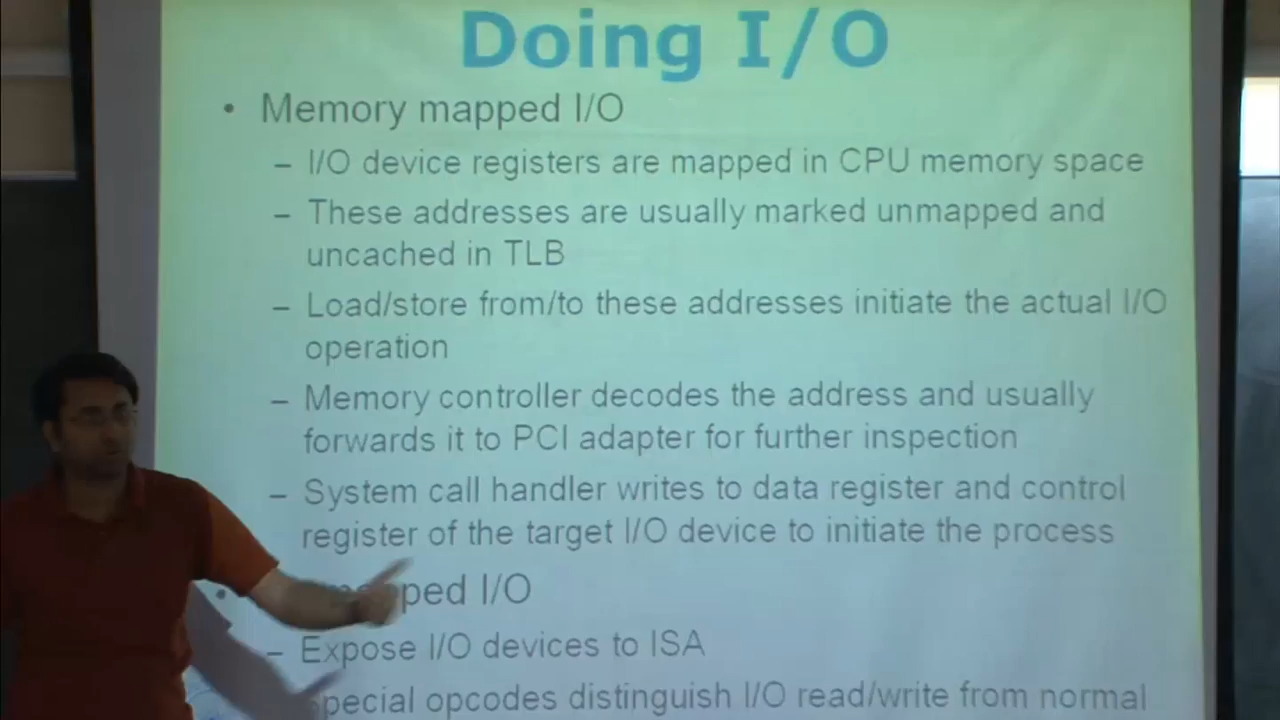 Doing I/O
• Memory mapped I/O
– I/O device registers are mapped in CPU memory space
– These addresses are usually marked unmapped and
uncached in TLB
– Load/store from/to these addresses initiate the actual I/O
operation
– Memory controller decodes the address and usually
forwards it to PCI adapter for further inspection
– System call handler writes to data register and control
register of the target I/O device to initiate the process
• I/O
– Expose I/O devices to ISA
opcodes distinguish I/O read/write from normal